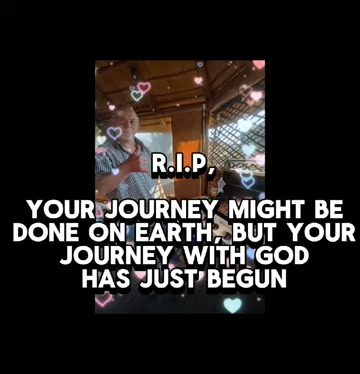 R.I.P,
YOUR JOURNEY MIGHT BE
DONE ON EARTH, BUT YOUR
JOURNEY WITH GOD
HAS JUST BEGUN